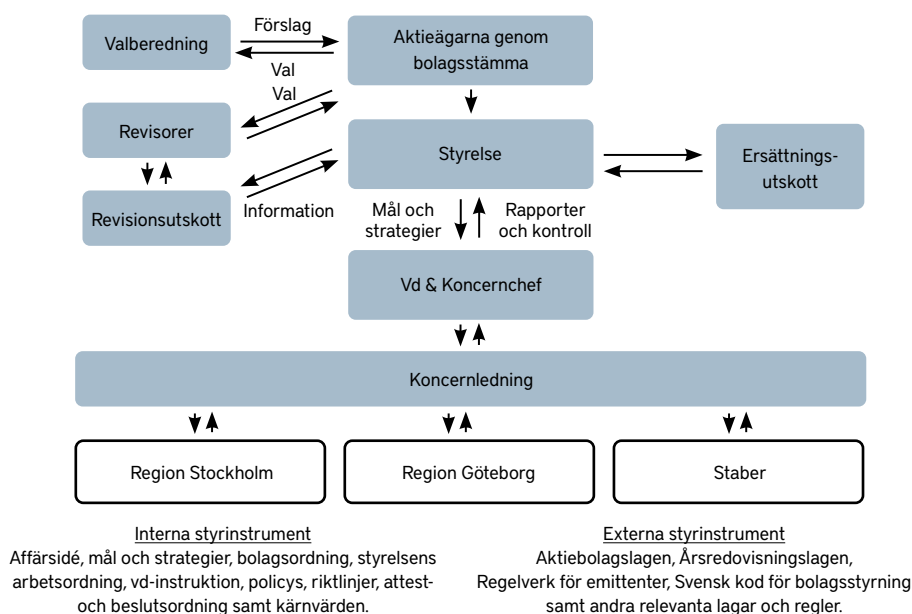 Valberedning
Förslag
Val
Aktieägarna genom
bolagsstämma
Val
Revisorer
Styrelse
Ersättnings-
utskott
Revisionsutskott
Information
Mål och
strategier
Rapporter
och kontroll
Vd & Koncernchef
Koncernledning
Region Stockholm
Region Göteborg
Staber
Interna styrinstrument
Affärsidé, mål och strategier, bolagsordning, styrelsens
arbetsordning, vd-instruktion, policys, riktlinjer, attest-
och beslutsordning samt kärnvärden.
Externa styrinstrument
Aktiebolagslagen, Årsredovisningslagen,
Regelverk för emittenter, Svensk kod för bolagsstyrning
samt andra relevanta lagar och regler.